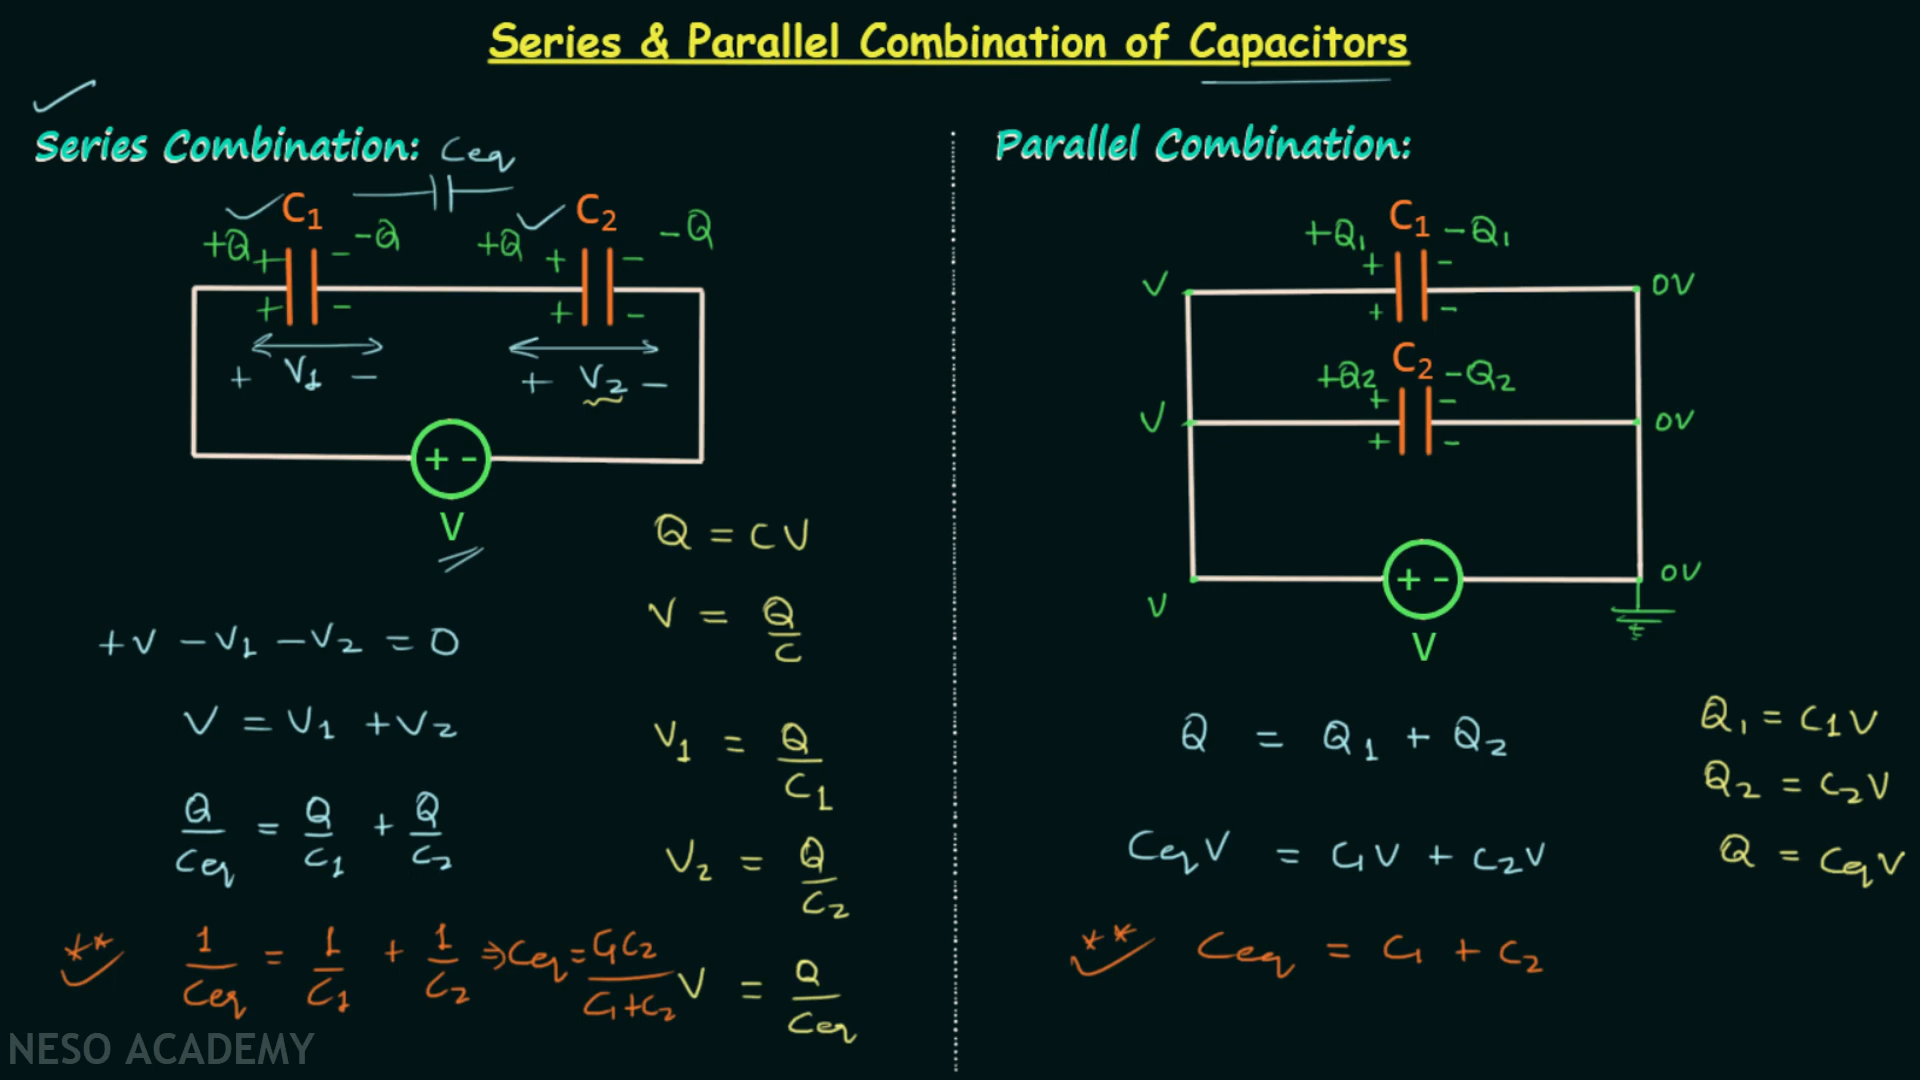 Series & Parallel Combination of Capacitors
Series Combination: Ceq
C1 C2
+Q + - -Q +Q + - -Q
+ - + -
+ V1 - + V2 -
+ -
V
+V - V1 - V2 = 0
V = V1 + V2
Q/Ceq = Q/C1 + Q/C2
** 1/Ceq = 1/C1 + 1/C2 ⇒ Ceq = C1C2/C1+C2
Q = CV
V = Q/C
V1 = Q/C1
V2 = Q/C2
V = Q/Ceq
Parallel Combination:
C1
+Q1 -Q1
V + - 0V
+ -
C2
+Q2 -Q2
+ -
V + - 0V
+ - 0V
V V
Q = Q1 + Q2
CeqV = C1V + C2V
** Ceq = C1 + C2
Q1 = C1V
Q2 = C2V
Q = CeqV
NESO ACADEMY